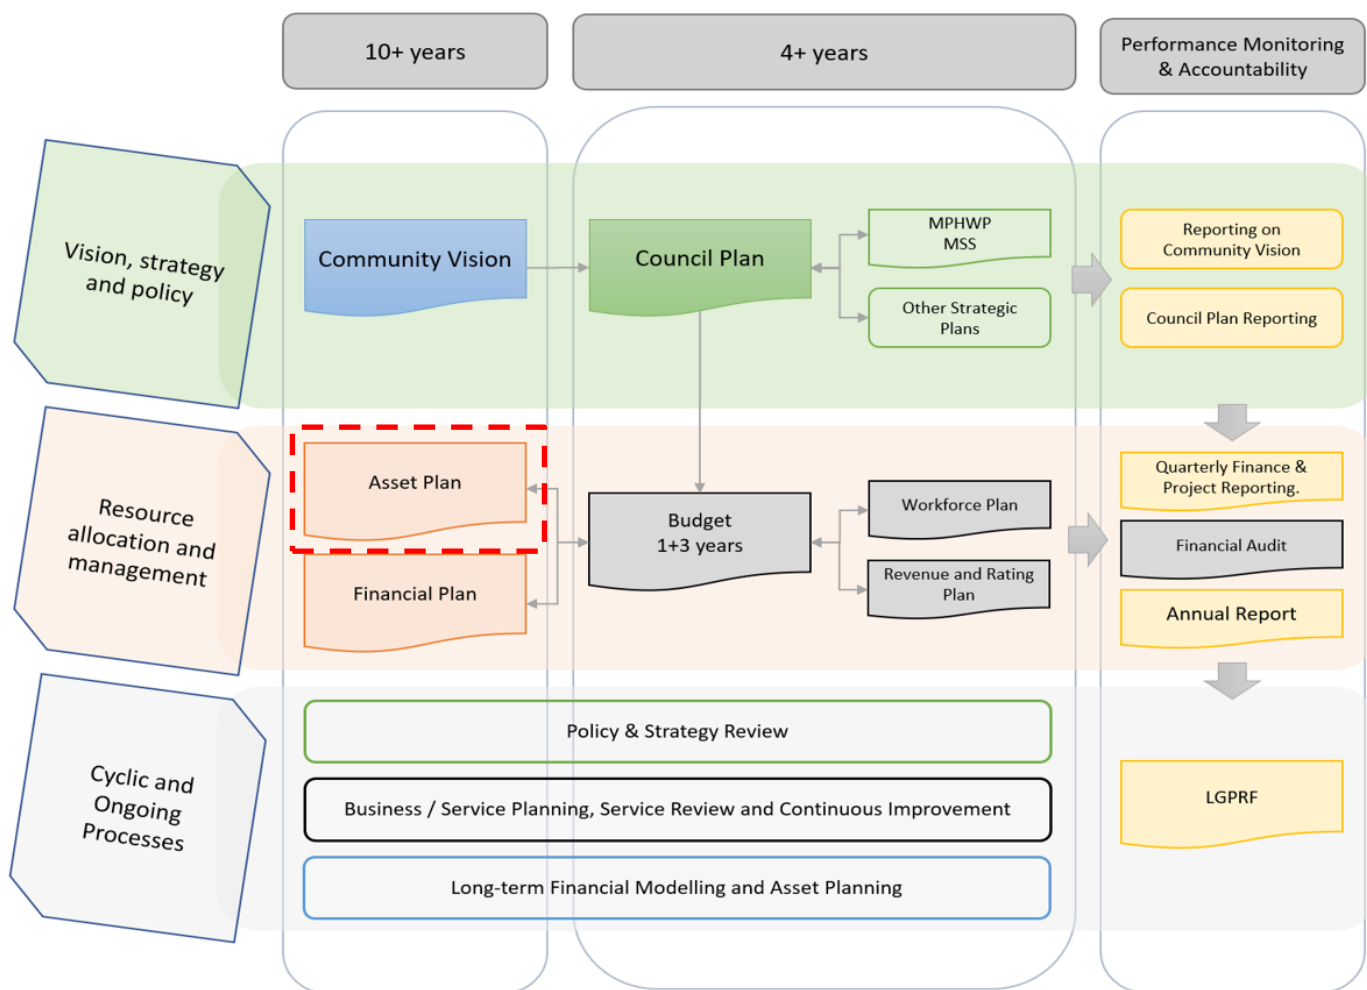 10+ years
4+ years
Performance Monitoring
& Accountability
Vision, strategy
and policy
Community Vision
Council Plan
MPHWP
MSS
Other Strategic
Plans
Reporting on
Community Vision
Council Plan Reporting
Resource
allocation and
management
Asset Plan
Financial Plan
Budget
1+3 years
Workforce Plan
Revenue and Rating
Plan
Quarterly Finance &
Project Reporting.
Financial Audit
Annual Report
Cyclic and
Ongoing
Processes
Policy & Strategy Review
Business / Service Planning, Service Review and Continuous Improvement
Long-term Financial Modelling and Asset Planning
LGPRF